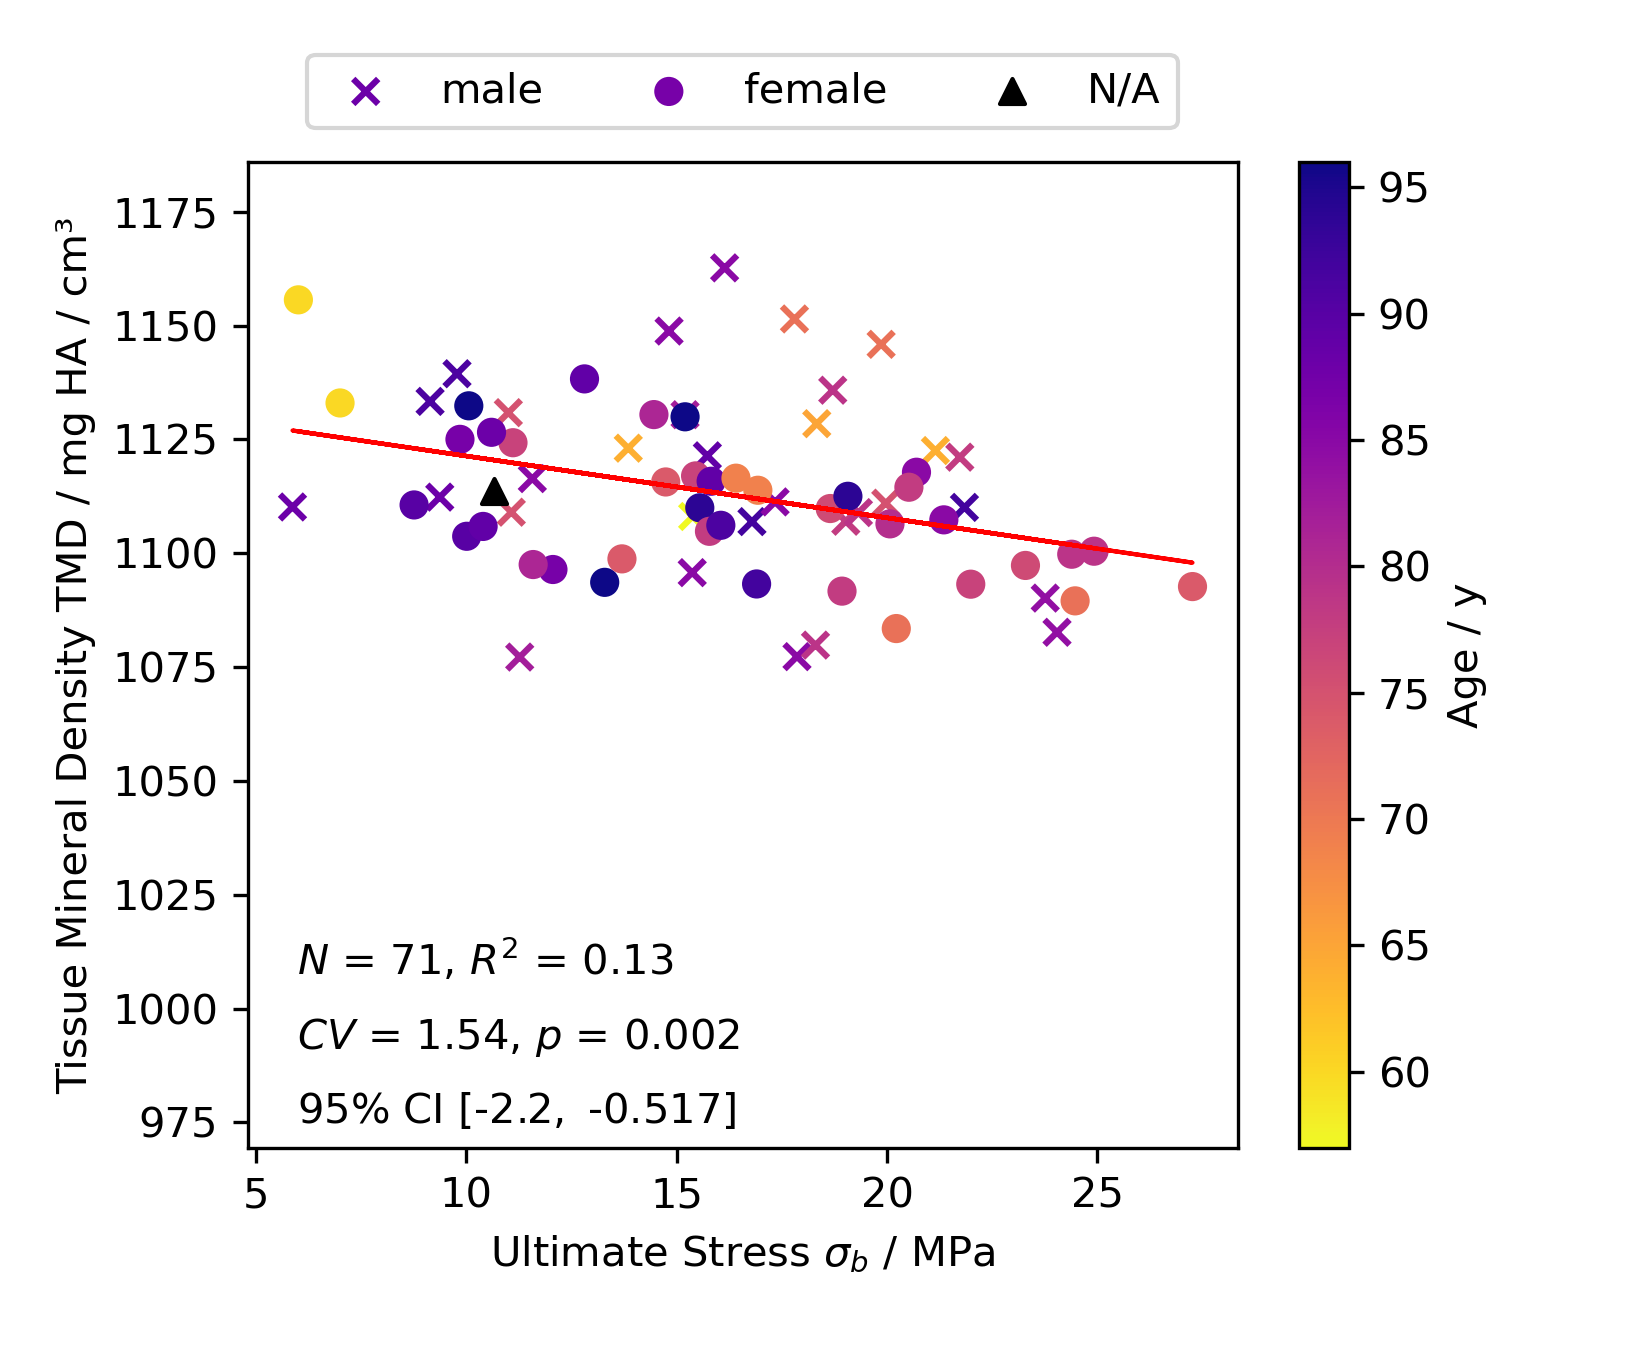 male female N/A
Tissue Mineral Density TMD / mg HA / cm³
1175
1150
1125
1100
1075
1050
1025
1000
975
N = 71, R² = 0.13
CV = 1.54, p = 0.002
95% CI [-2.2, -0.517]
5 10 15 20 25
Ultimate Stress σ_b / MPa
95
90
85
80
75
70
65
60
Age / y